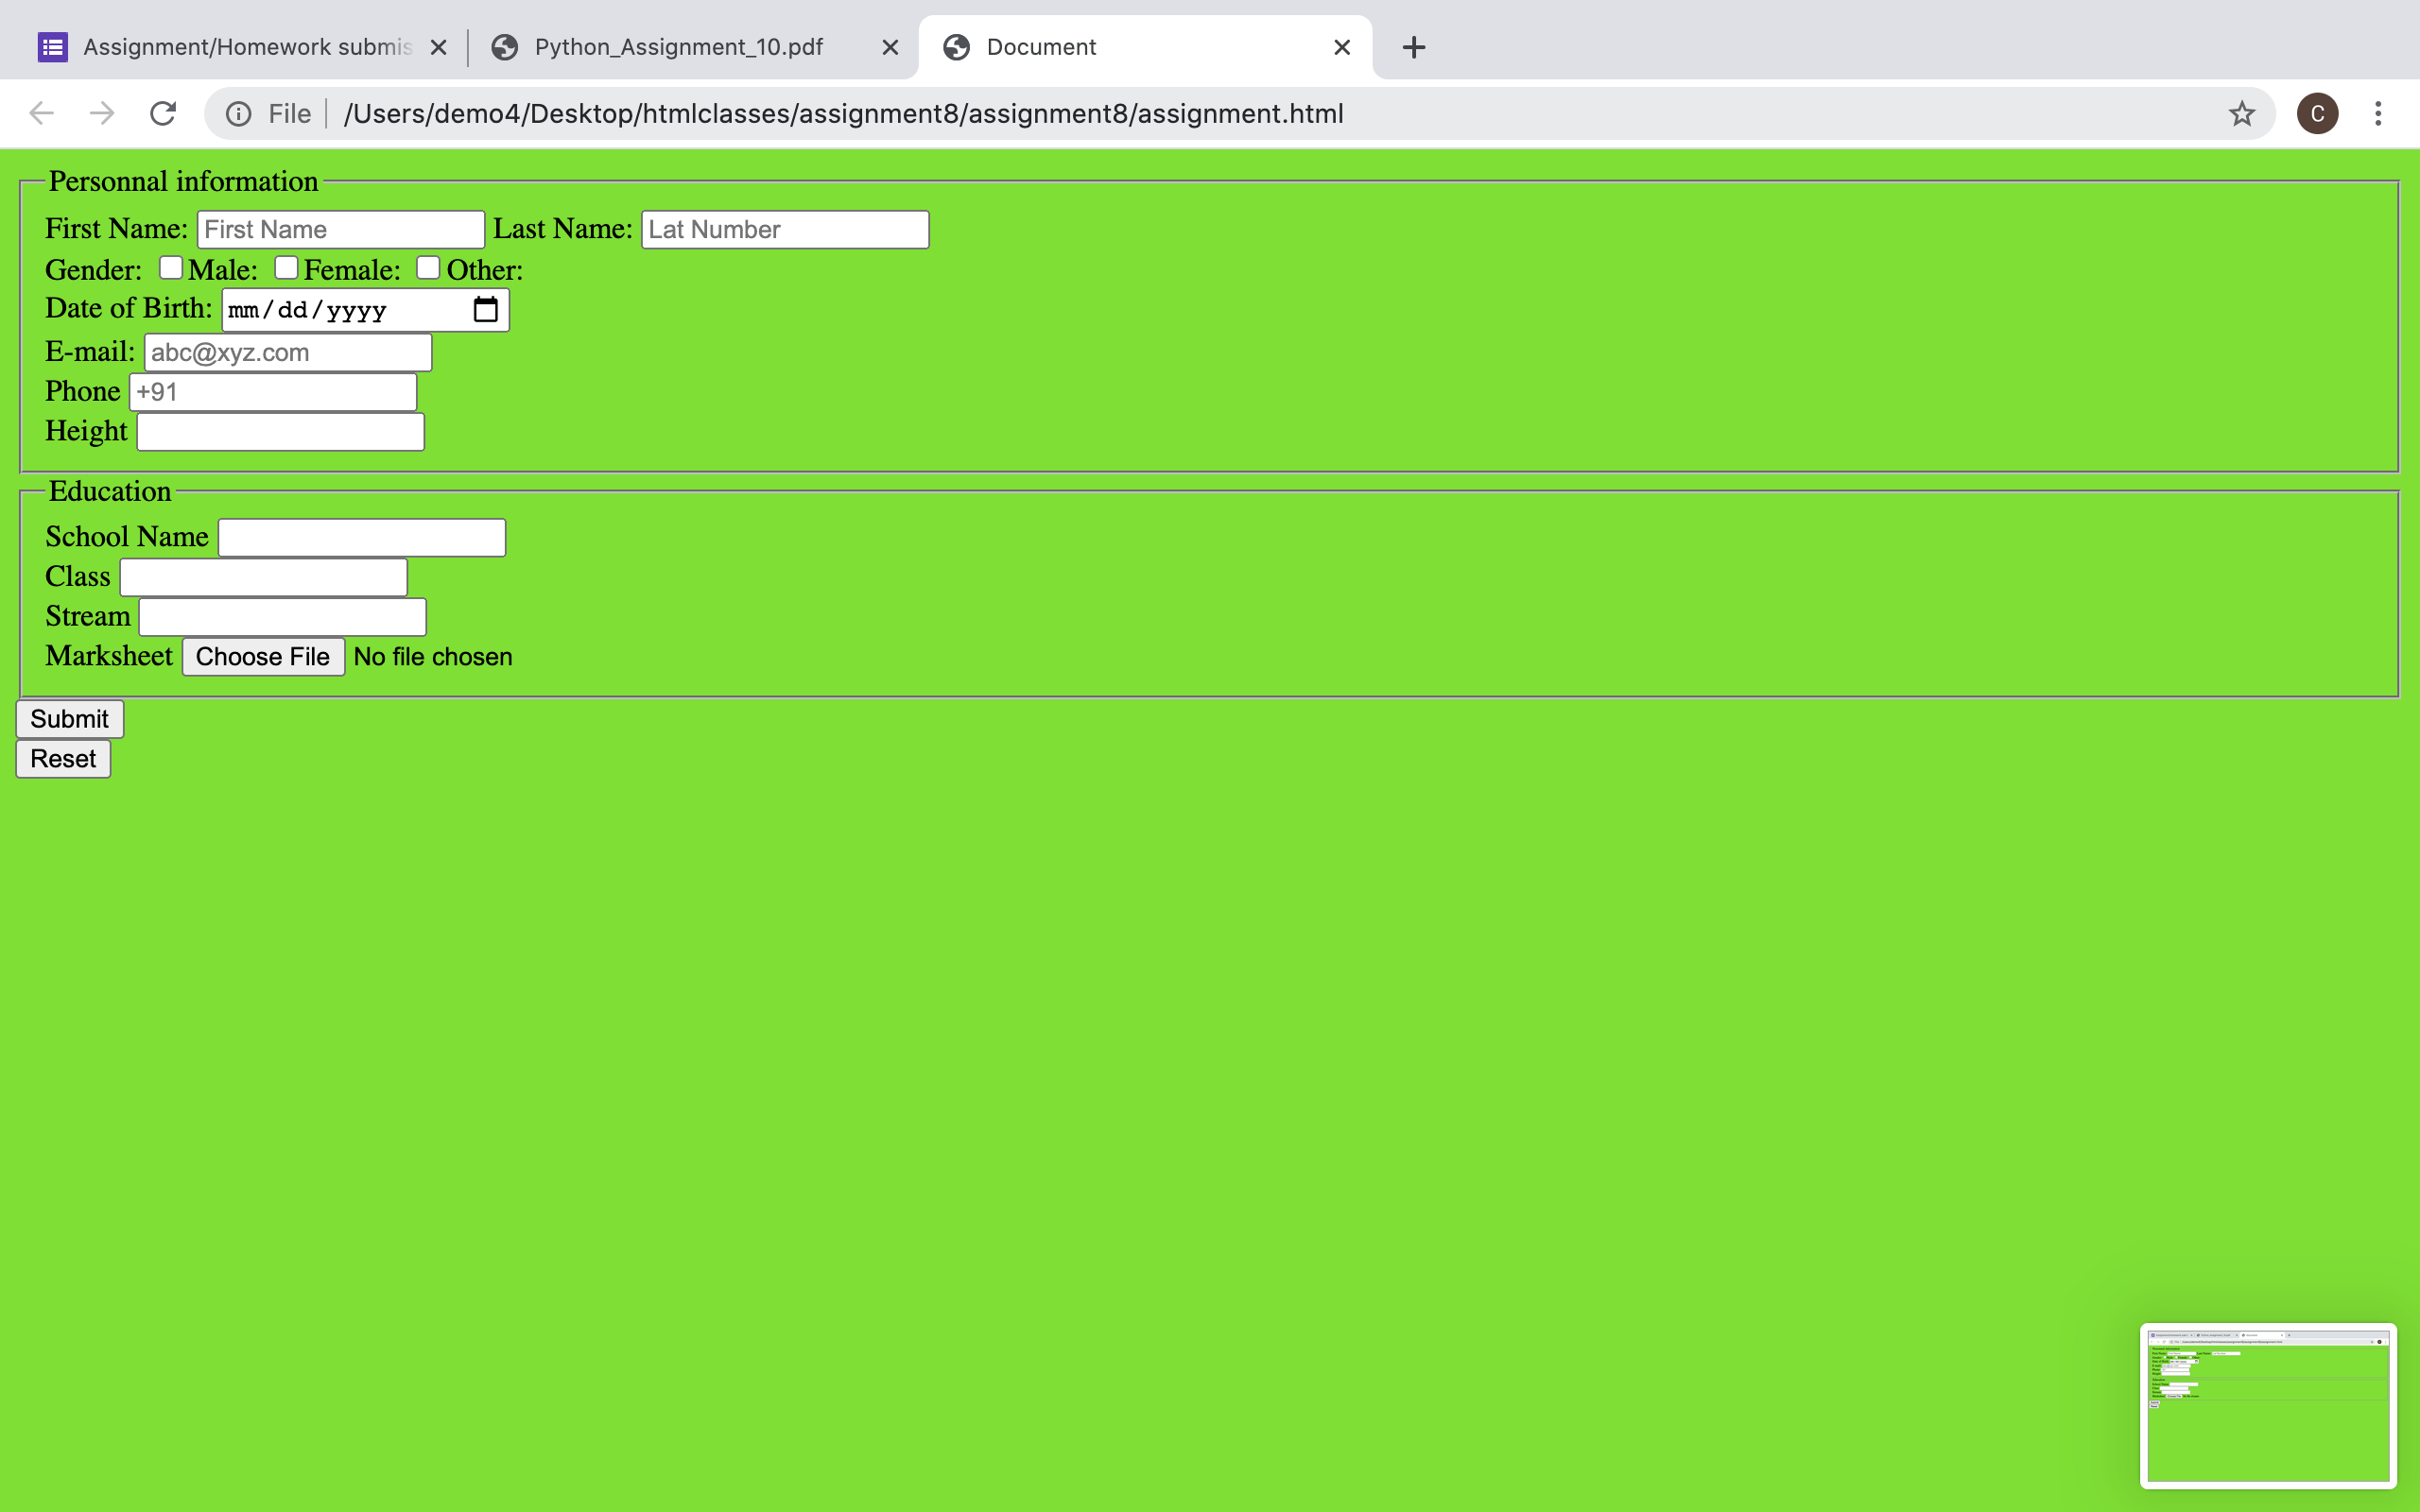 Assignment/Homework submis
Python_Assignment_10.pdf
Document
File
/Users/demo4/Desktop/htmlclasses/assignment8/assignment8/assignment.html
C
Personnal information
First Name: First Name Last Name: Lat Number
Gender: Male: Female: Other:
Date of Birth: mm/dd/yyyy
E-mail: abc@xyz.com
Phone +91
Height
Education
School Name
Class
Stream
Marksheet Choose File No file chosen
Submit
Reset